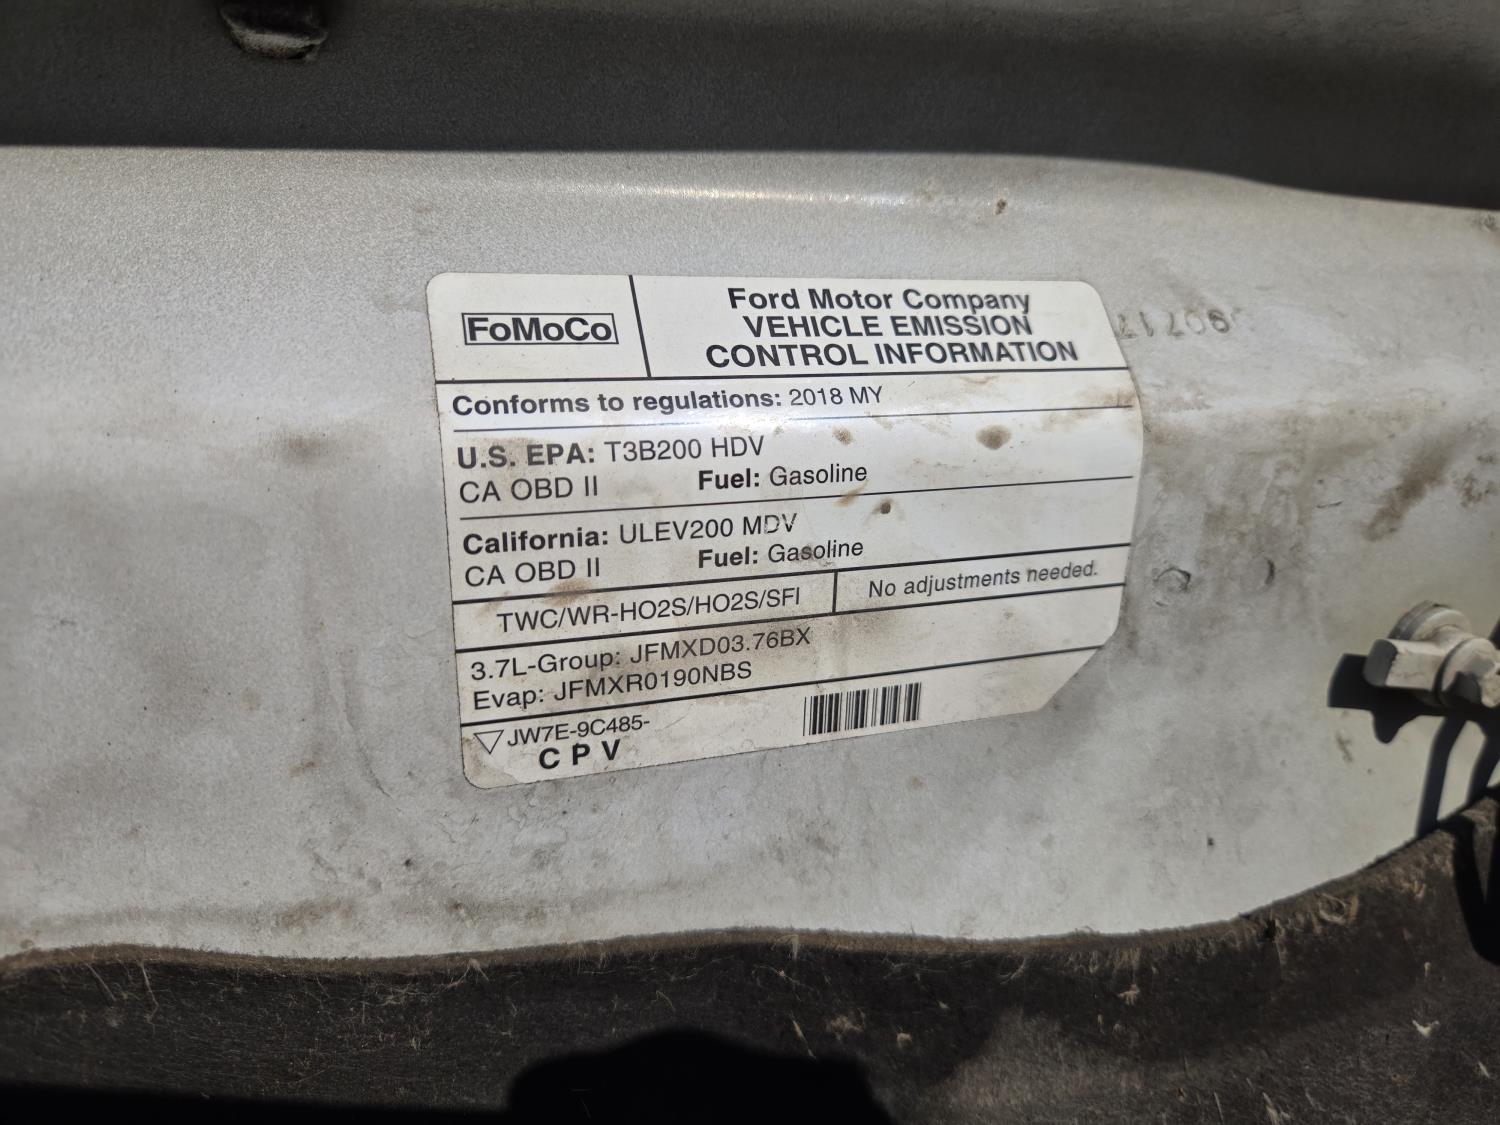 FoMoCo
Ford Motor Company
VEHICLE EMISSION
CONTROL INFORMATION
Conforms to regulations: 2018 MY
U.S. EPA: T3B200 HDV
CA OBD II Fuel: Gasoline
California: ULEV200 MDV
CA OBD II Fuel: Gasoline
TWC/WR-HO2S/HO2S/SFI
No adjustments needed.
3.7L-Group: JFMXD03.76BX
Evap: JFMXR0190NBS
JW7E-9C485-
C P V